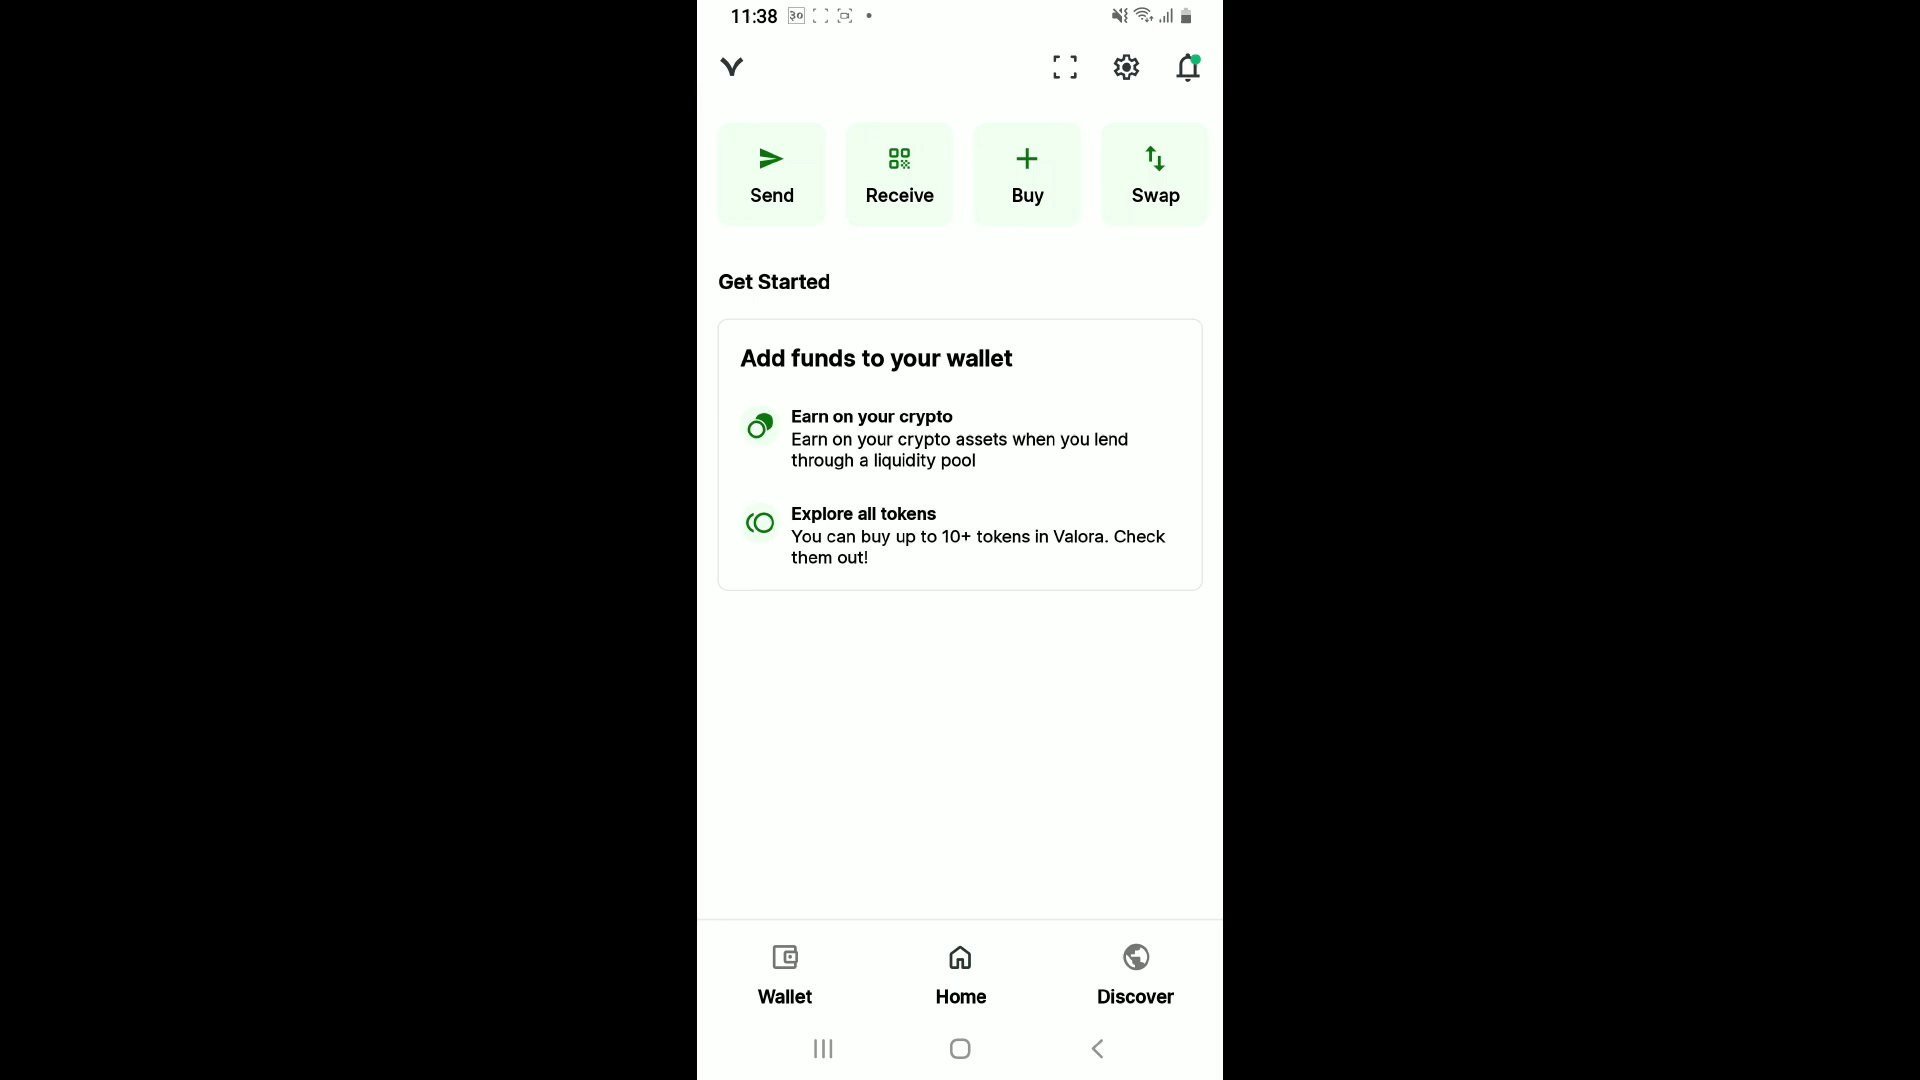 11:38
Send
Receive
Buy
Swap
Get Started
Add funds to your wallet
Earn on your crypto
Earn on your crypto assets when you lend
through a liquidity pool
Explore all tokens
You can buy up to 10+ tokens in Valora. Check
them out!
Wallet
Home
Discover